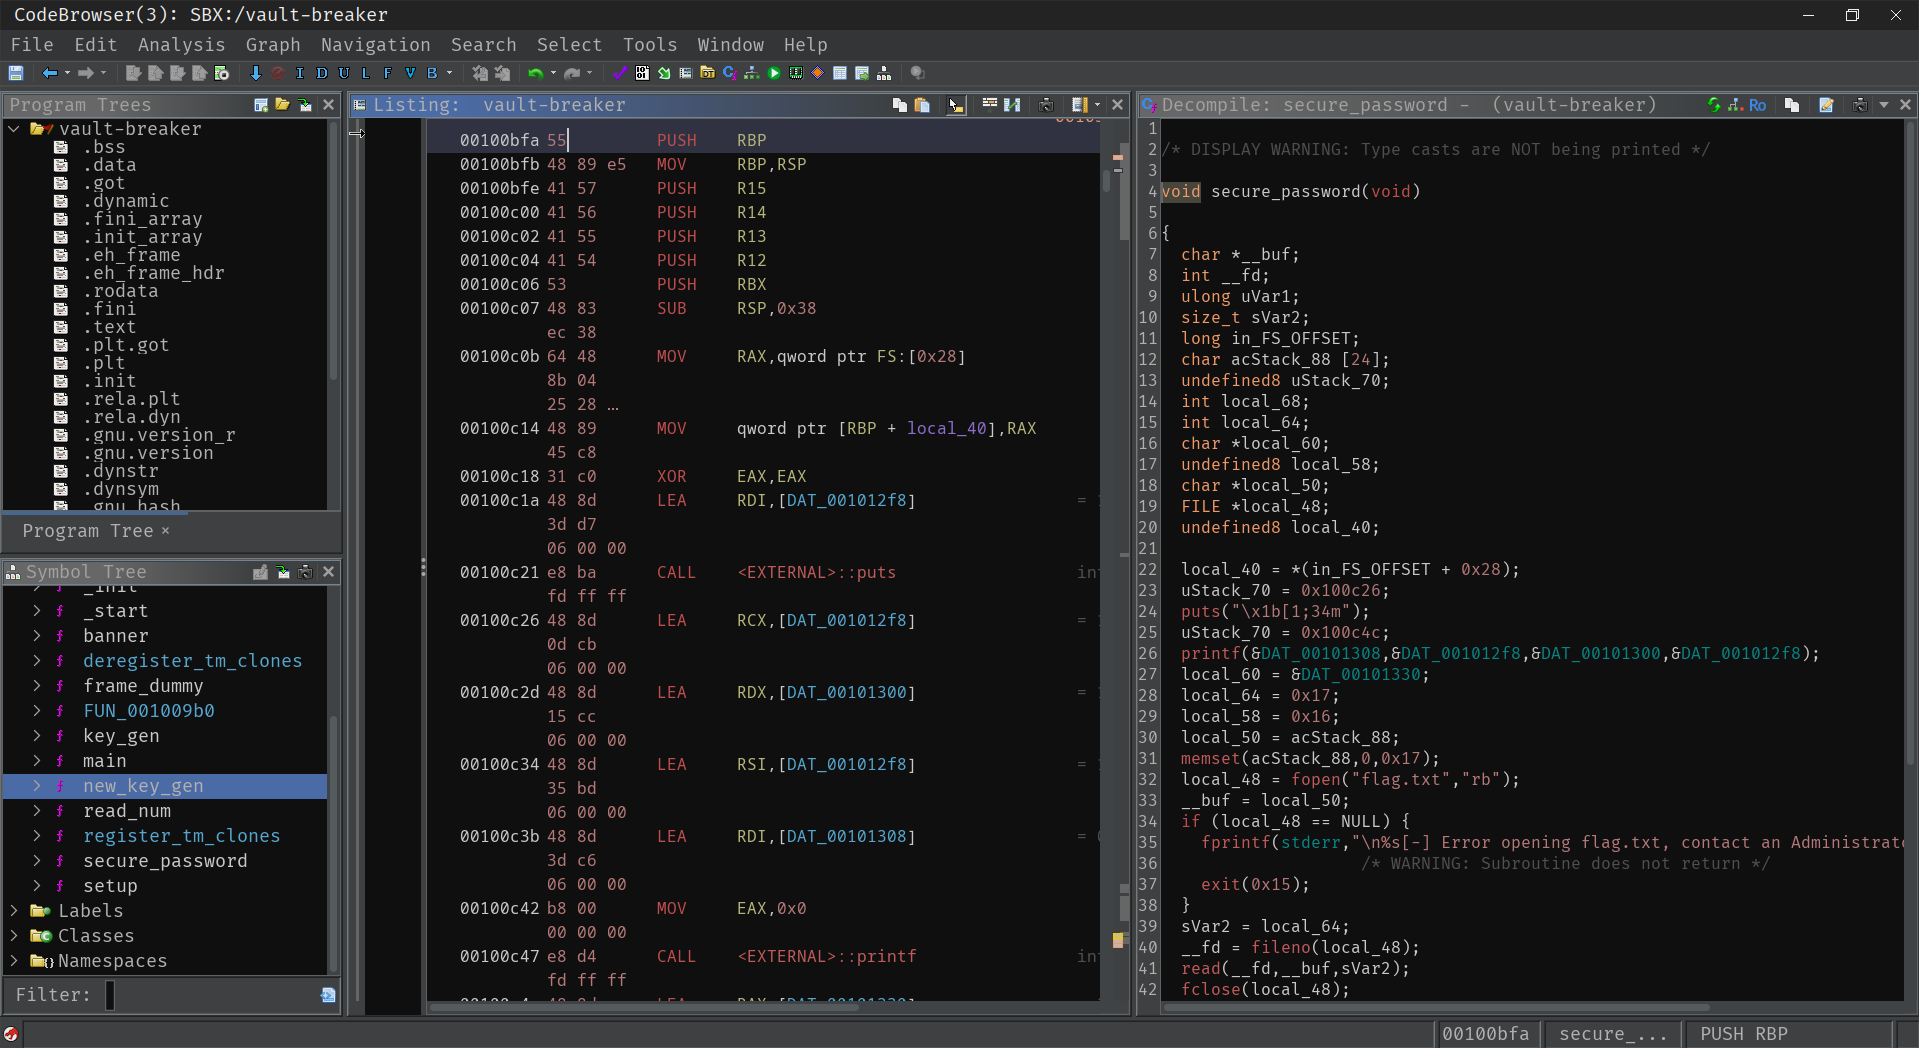 CodeBrowser(3): SBX:/vault-breaker
File Edit Analysis Graph Navigation Search Select Tools Window Help
I D U L F V B
Program Trees
vault-breaker
.bss
.data
.got
.dynamic
.fini_array
.init_array
.eh_frame
.eh_frame_hdr
.rodata
.fini
.text
.plt.got
.plt
.init
.rela.plt
.rela.dyn
.gnu.version_r
.gnu.version
.dynstr
.dynsym
.gnu.hash
Program Tree ×
Symbol Tree
_init
_start
banner
deregister_tm_clones
frame_dummy
FUN_001009b0
key_gen
main
new_key_gen
read_num
register_tm_clones
secure_password
setup
Labels
Classes
Namespaces
Filter:
Listing: vault-breaker
00100bfa 55 PUSH RBP
00100bfb 48 89 e5 MOV RBP,RSP
00100bfe 41 57 PUSH R15
00100c00 41 56 PUSH R14
00100c02 41 55 PUSH R13
00100c04 41 54 PUSH R12
00100c06 53 PUSH RBX
00100c07 48 83 SUB RSP,0x38
ec 38
00100c0b 64 48 MOV RAX,qword ptr FS:[0x28]
8b 04
25 28 ...
00100c14 48 89 MOV qword ptr [RBP + local_40],RAX
45 c8
00100c18 31 c0 XOR EAX,EAX
00100c1a 48 8d LEA RDI,[DAT_001012f8] =
3d d7
06 00 00
00100c21 e8 ba CALL <EXTERNAL>::puts in
fd ff ff
00100c26 48 8d LEA RCX,[DAT_001012f8] =
0d cb
06 00 00
00100c2d 48 8d LEA RDX,[DAT_00101300] =
15 cc
06 00 00
00100c34 48 8d LEA RSI,[DAT_001012f8] =
35 bd
06 00 00
00100c3b 48 8d LEA RDI,[DAT_00101308] =
3d c6
06 00 00
00100c42 b8 00 MOV EAX,0x0
00 00 00
00100c47 e8 d4 CALL <EXTERNAL>::printf in
fd ff ff
Decompile: secure_password - (vault-breaker)
Ro
1
2 /* DISPLAY WARNING: Type casts are NOT being printed */
3
4 void secure_password(void)
5
6 {
7 char *__buf;
8 int __fd;
9 ulong uVar1;
10 size_t sVar2;
11 long in_FS_OFFSET;
12 char acStack_88 [24];
13 undefined8 uStack_70;
14 int local_68;
15 int local_64;
16 char *local_60;
17 undefined8 local_58;
18 char *local_50;
19 FILE *local_48;
20 undefined8 local_40;
21
22 local_40 = *(in_FS_OFFSET + 0x28);
23 uStack_70 = 0x100c26;
24 puts("\x1b[1;34m");
25 uStack_70 = 0x100c4c;
26 printf(&DAT_00101308,&DAT_001012f8,&DAT_00101300,&DAT_001012f8);
27 local_60 = &DAT_00101330;
28 local_64 = 0x17;
29 local_58 = 0x16;
30 local_50 = acStack_88;
31 memset(acStack_88,0,0x17);
32 local_48 = fopen("flag.txt","rb");
33 __buf = local_50;
34 if (local_48 == NULL) {
35 fprintf(stderr,"\n%s[-] Error opening flag.txt, contact an Administrat
36 /* WARNING: Subroutine does not return */
37 exit(0x15);
38 }
39 sVar2 = local_64;
40 __fd = fileno(local_48);
41 read(__fd,__buf,sVar2);
42 fclose(local_48);
00100bfa secure_... PUSH RBP